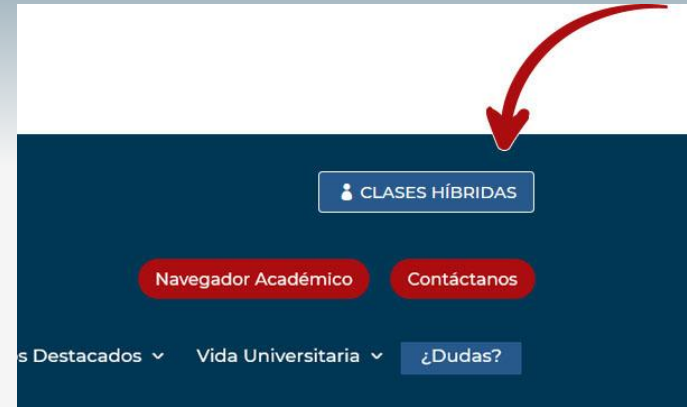 CLASES HÍBRIDAS
Navegador Académico Contáctanos
s Destacados Vida Universitaria ¿Dudas?